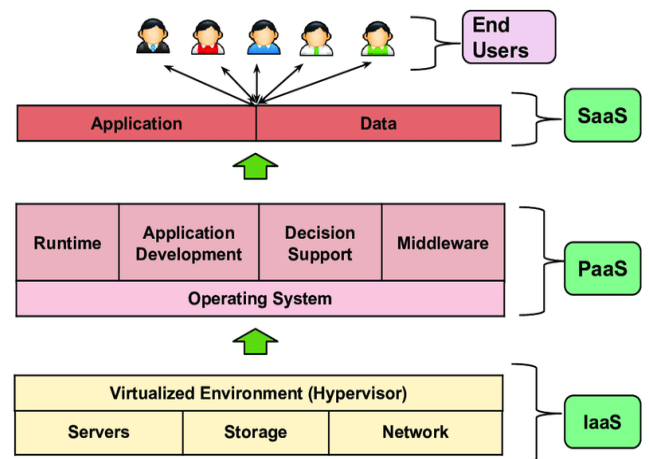 End
Users
Application
Data
SaaS
Runtime
Application
Development
Decision
Support
Middleware
PaaS
Operating System
Virtualized Environment (Hypervisor)
Servers
Storage
Network
IaaS